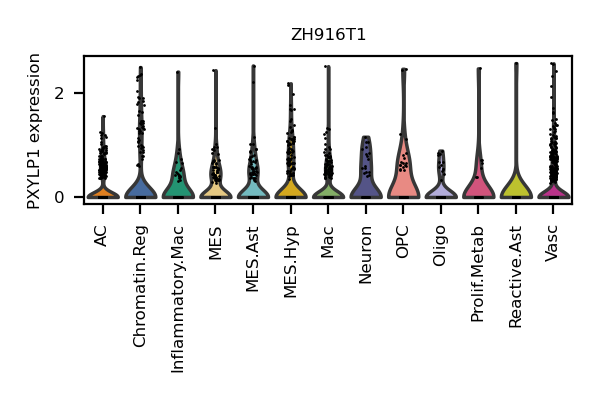 ZH916T1
PXYLP1 expression
2
0
AC
Chromatin.Reg
Inflammatory.Mac
MES
MES.Ast
MES.Hyp
Mac
Neuron
OPC
Oligo
Prolif.Metab
Reactive.Ast
Vasc